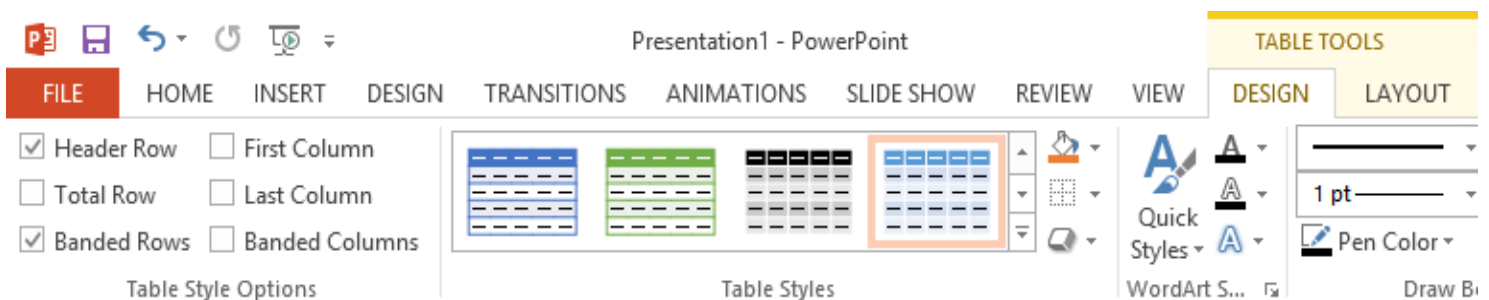 Presentation1 - PowerPoint
TABLE TOOLS
FILE HOME INSERT DESIGN TRANSITIONS ANIMATIONS SLIDE SHOW REVIEW VIEW DESIGN LAYOUT
Header Row First Column
Total Row Last Column
Banded Rows Banded Columns
Table Style Options
Table Styles
Quick
Styles
A
A
A
WordArt S...
1 pt
Pen Color
Draw B